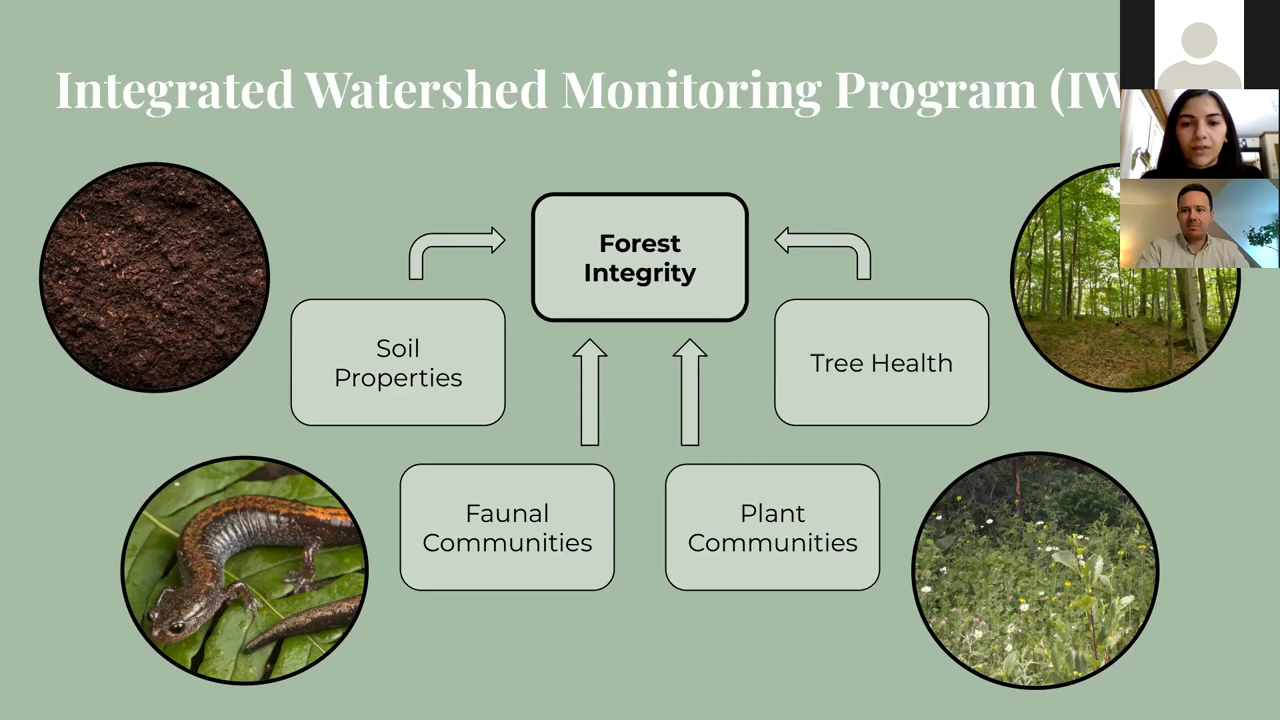 Integrated Watershed Monitoring Program (IW
Forest
Integrity
Soil
Properties
Tree Health
Faunal
Communities
Plant
Communities